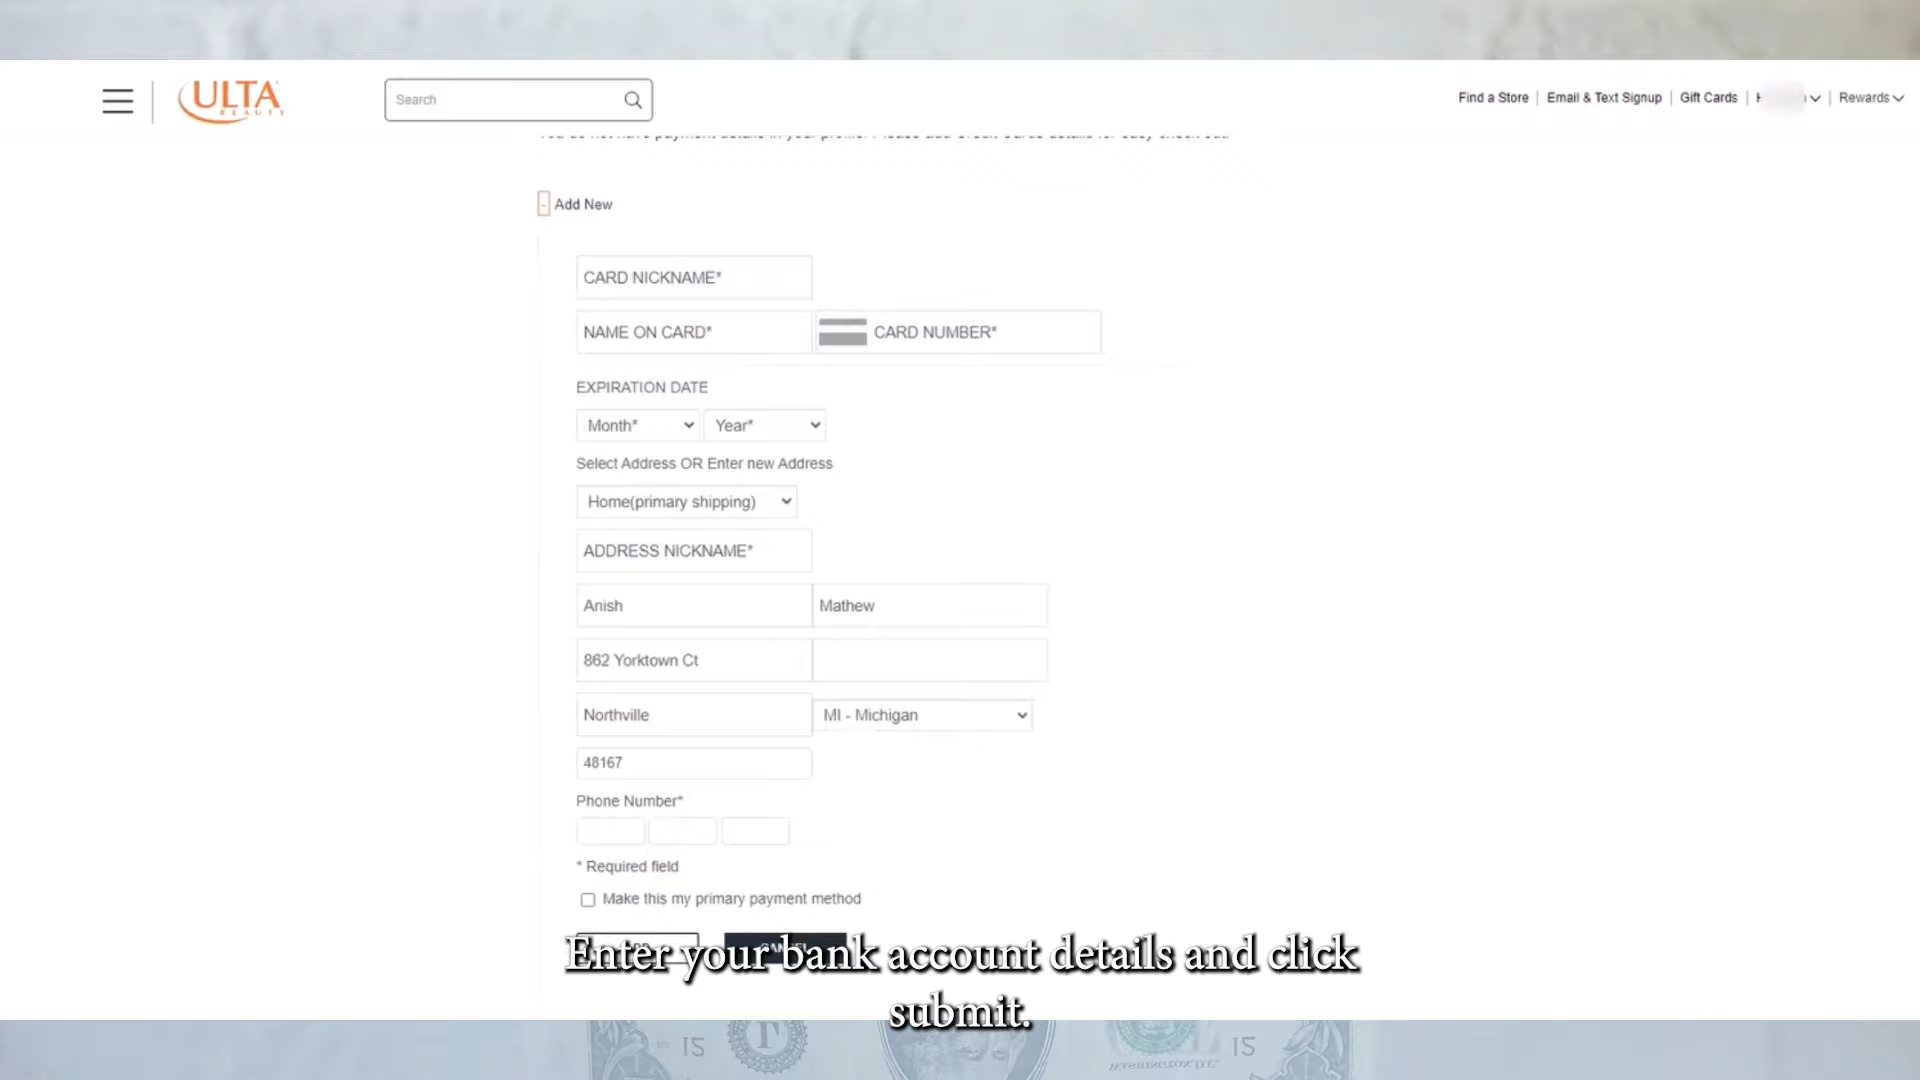 ULTA
BEAUTY
Search
Find a Store
Email & Text Signup
Gift Cards
Rewards
You do not have payment details in your profile. Please add Credit Cards details for easy check out.
- Add New
CARD NICKNAME*
NAME ON CARD*
CARD NUMBER*
EXPIRATION DATE
Month*
Year*
Select Address OR Enter new Address
Home(primary shipping)
ADDRESS NICKNAME*
Anish
Mathew
862 Yorktown Ct
Northville
MI - Michigan
48167
Phone Number*
* Required field
Make this my primary payment method
CANCEL
Enter your bank account details and click
submit.